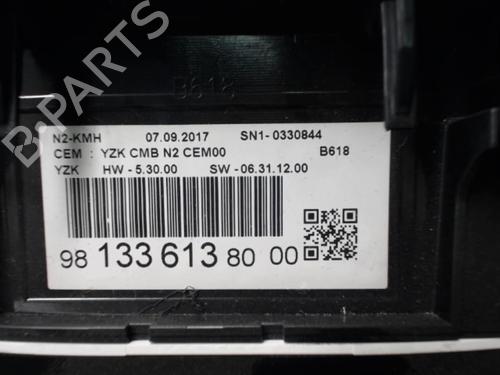 B618
N2-KMH 07.09.2017 SN1- 0330844
CEM : YZK CMB N2 CEM00 B618
YZK HW - 5.30.00 SW - 06.31.12.00
98 133 613 80 00
B-PARTS